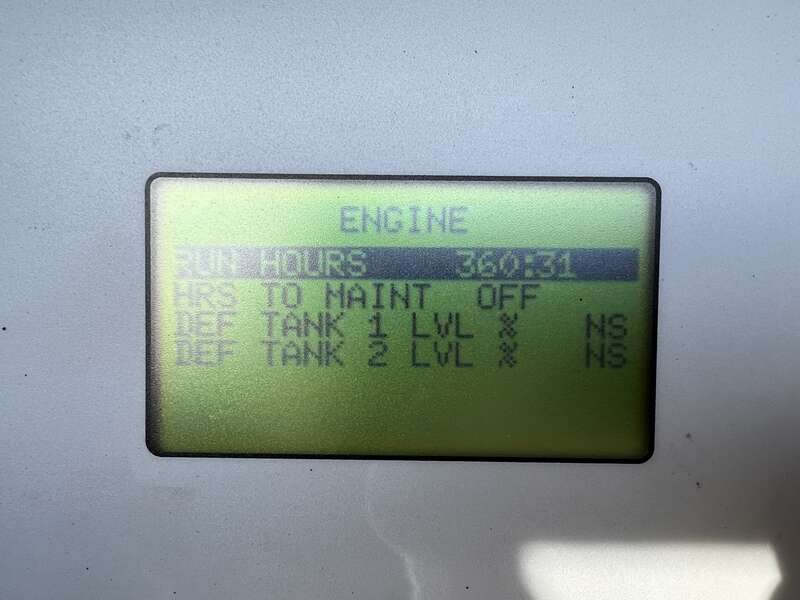 ENGINE
RUN HOURS 360:31
HRS TO MAINT OFF
DEF TANK 1 LVL % NS
DEF TANK 2 LVL % NS